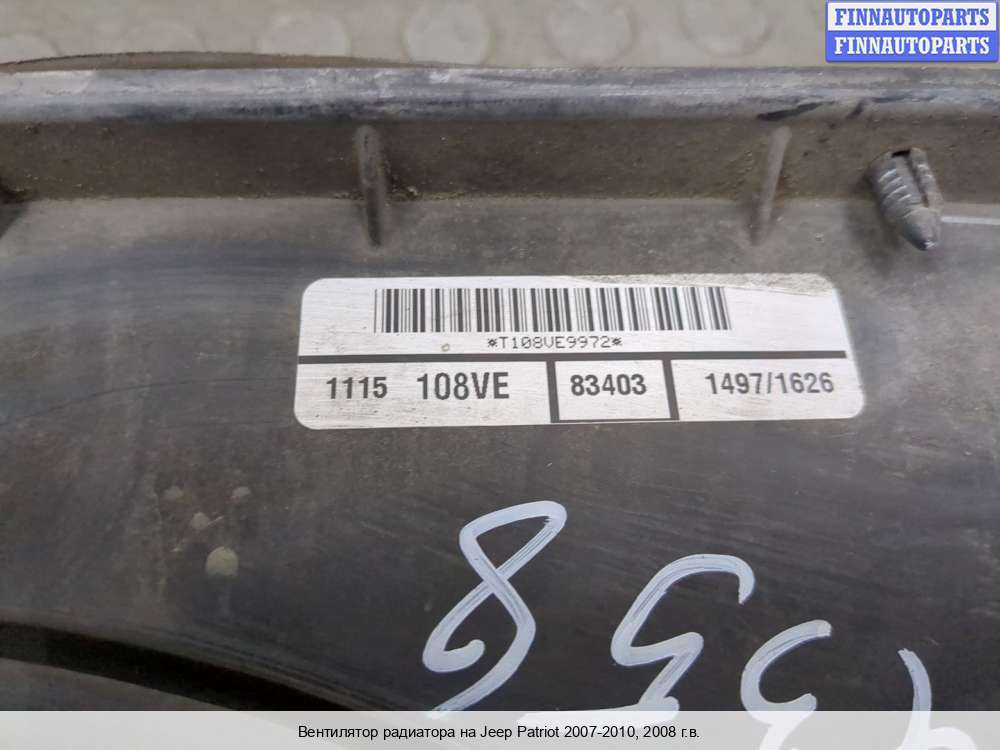 FINNAUTOPARTS
FINNAUTOPARTS
*T108VE9972*
1115 108VE 83403 1497/1626
Вентилятор радиатора на Jeep Patriot 2007-2010, 2008 г.в.